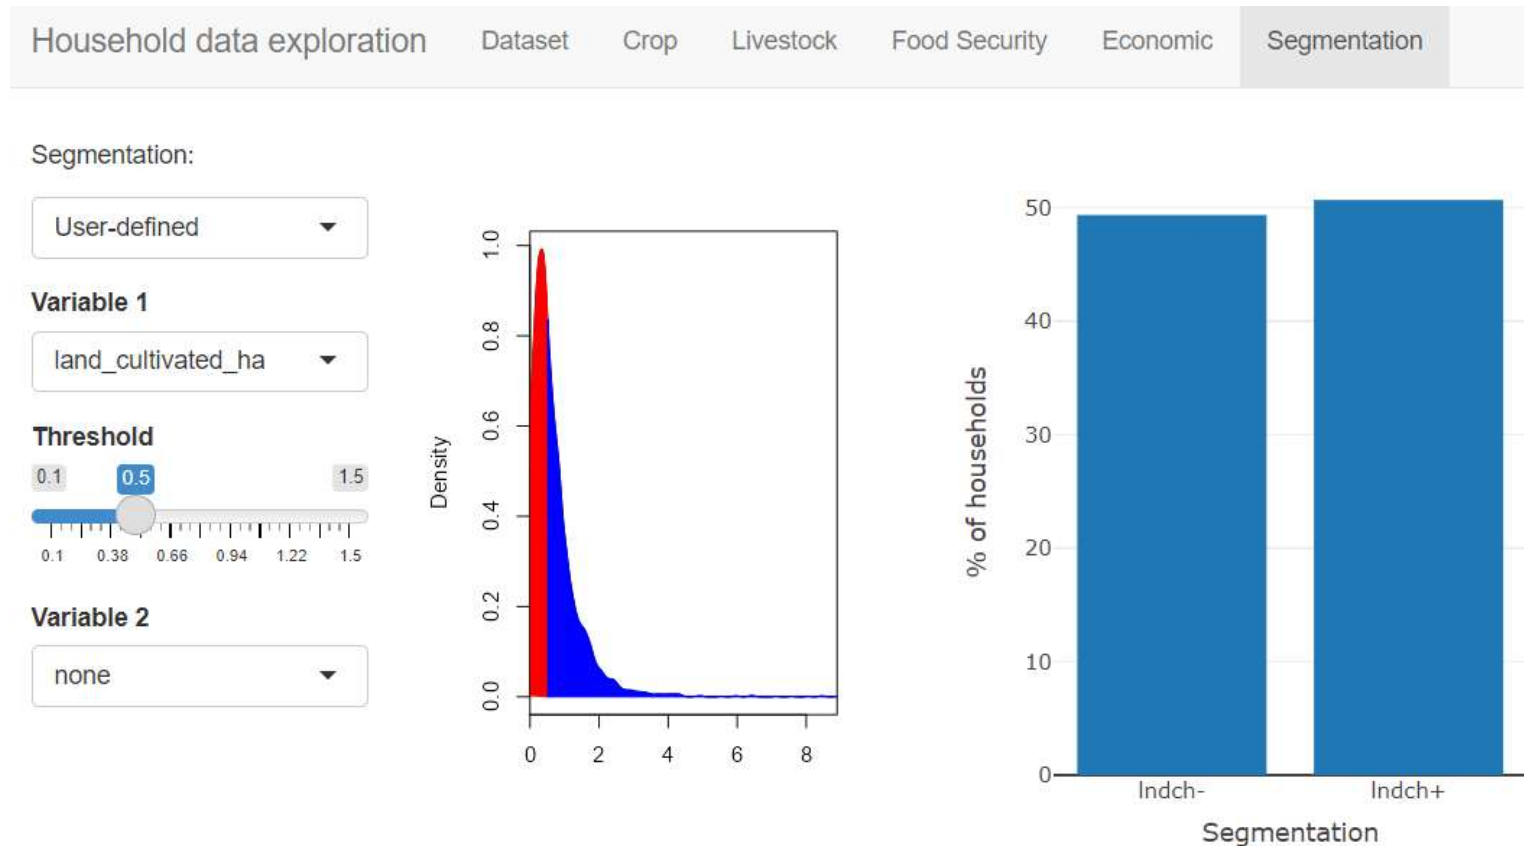 Household data exploration Dataset Crop Livestock Food Security Economic Segmentation
Segmentation:
User-defined
Variable 1
land_cultivated_ha
Threshold
0.1 0.5 1.5
0.1 0.38 0.66 0.94 1.22 1.5
Variable 2
none
Density
1.0
0.8
0.6
0.4
0.2
0.0
0 2 4 6 8
% of households
50
40
30
20
10
0
lndch- lndch+
Segmentation